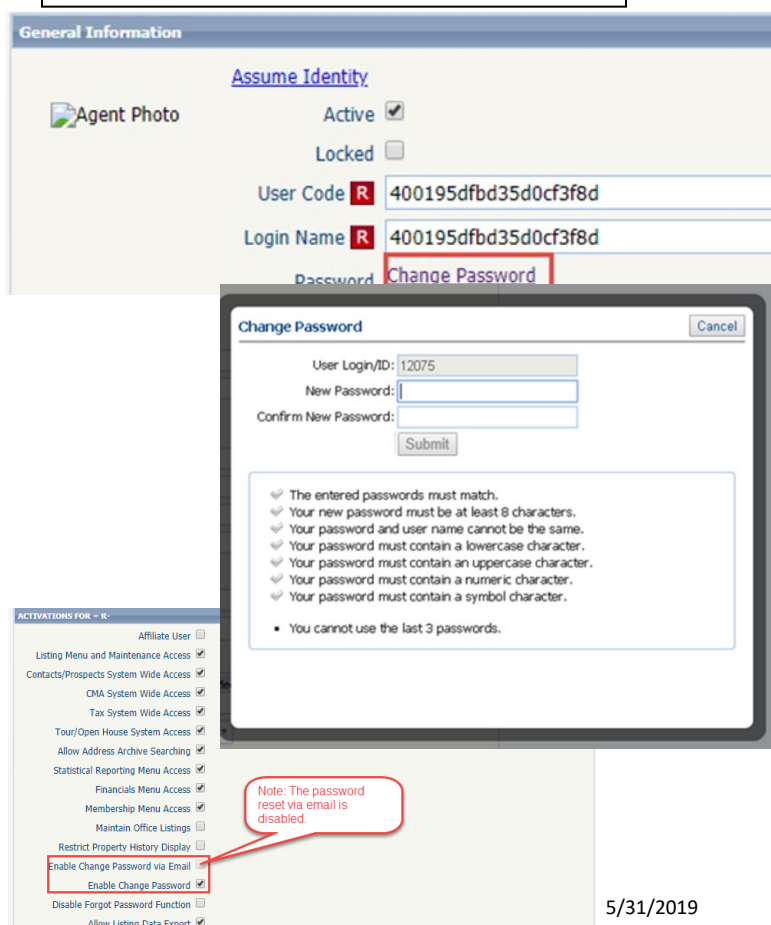 General Information
Assume Identity
Agent Photo
Active
Locked
User Code R 400195dfbd35d0cf3f8d
Login Name R 400195dfbd35d0cf3f8d
Password Change Password
Change Password
Cancel
User Login/ID: 12075
New Password:
Confirm New Password:
Submit
The entered passwords must match.
Your new password must be at least 8 characters.
Your password and user name cannot be the same.
Your password must contain a lowercase character.
Your password must contain an uppercase character.
Your password must contain a numeric character.
Your password must contain a symbol character.
You cannot use the last 3 passwords.
ACTIVATIONS FOR = R-
Affiliate User
Listing Menu and Maintenance Access
Contacts/Prospects System Wide Access
CMA System Wide Access
Tax System Wide Access
Tour/Open House System Access
Allow Address Archive Searching
Statistical Reporting Menu Access
Financials Menu Access
Membership Menu Access
Maintain Office Listings
Restrict Property History Display
Enable Change Password via Email
Enable Change Password
Disable Forgot Password Function
Allow Listing Data Export
Note: The password
reset via email is
disabled.
5/31/2019